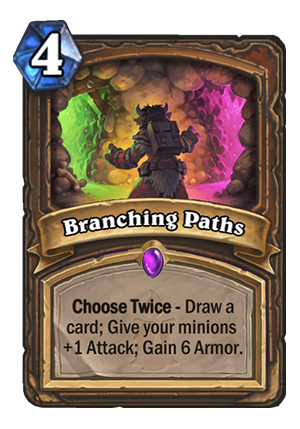 4
Branching Paths
Choose Twice - Draw a
card; Give your minions
+1 Attack; Gain 6 Armor.